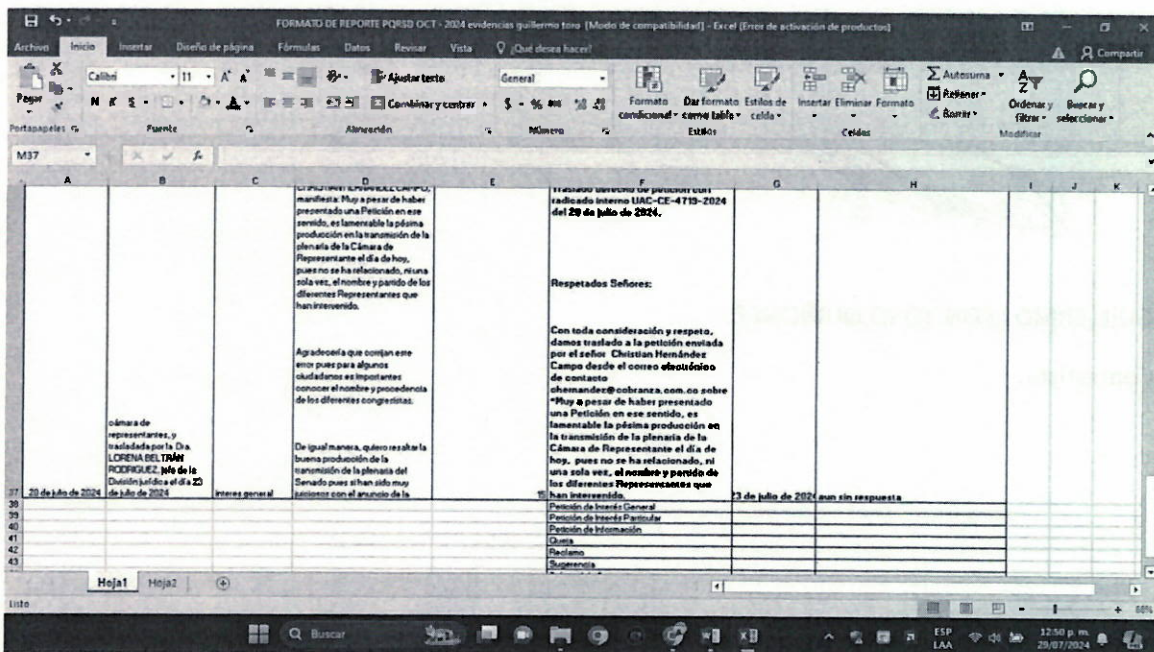 FORMATO DE REPORTE PQRSD OCT - 2024 evidencias guillermo toro [Modo de compatibilidad] - Excel (Error de activación de productos)
Archivo Inicio Insertar Diseño de página Fórmulas Datos Revisar Vista ¿Qué desea hacer? Compartir
Pegar
Calibri 11
N K S
Ajustar texto
Combinar y centrar
General
$ - % 000
Formato condicional
Dar formato como tabla
Estilos de celda
Insertar Eliminar Formato
Autosuma
Rellenar
Borrar
Ordenar y filtrar
Buscar y seleccionar
Portapapeles Fuente Alineación Número Estilos Celdas Modificar
M37
A B C D E F G H I J K
37
20 de julio de 2024
cámara de
representantes, y
trasladada por la Dra.
LORENA BELTRÁN
RODRIGUEZ, jefe de la
División jurídica el día 23
de julio de 2024
interes general
manifiesta: Muy a pesar de haber
presentado una Petición en ese
sentido, es lamentable la pésima
producción en la transmisión de la
plenaria de la Cámara de
Representante el día de hoy,
pues no se ha relacionado, ni una
sola vez, el nombre y partido de los
diferentes Representantes que
han intervenido.
Agradecería que corrijan este
error pues para algunos
ciudadanos es importantes
conocer el nombre y procedencia
de los diferentes congresistas.
De igual manera, quiero resaltar la
buena producción de la
transmisión de la plenaria del
Senado pues si han sido muy
juiciosos con el anuncio de la
15
Traslado derecho de petición con
radicado interno UAC-CE-4719-2024
del 20 de julio de 2024.
Respetados Señores:
Con toda consideración y respeto,
damos traslado a la petición enviada
por el señor Christian Hernández
Campo desde el correo electrónico
de contacto
chernandez@cobranza.com.co sobre
"Muy a pesar de haber presentado
una Petición en ese sentido, es
lamentable la pésima producción en
la transmisión de la plenaria de la
Cámara de Representante el día de
hoy, pues no se ha relacionado, ni
una sola vez, el nombre y partido de
los diferentes Representantes que
han intervenido.
23 de julio de 2024
aun sin respuesta
38 Petición de Interés General
39 Petición de Interés Particular
40 Petición de Información
41 Queja
42 Reclamo
43 Sugerencia
Hoja1 Hoja2
Listo
Buscar
ESP
LAA
12:50 p. m.
29/07/2024